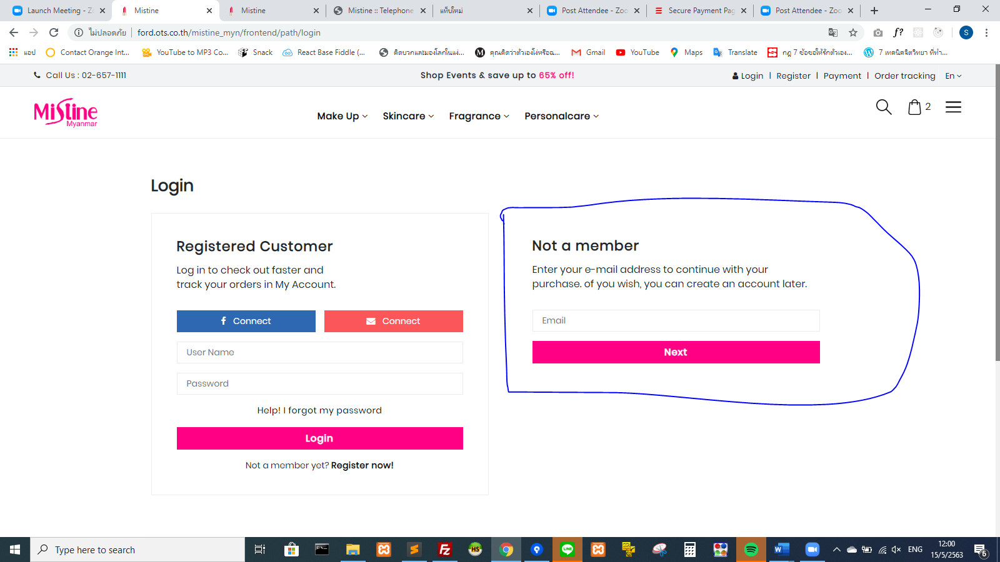 Launch Meeting - Zo
Mistine
Mistine
Mistine :: Telephone
แท็บใหม่
Post Attendee - Zoo
Secure Payment Pag
Post Attendee - Zoo
ไม่ปลอดภัย ford.ots.co.th/mistine_myn/frontend/path/login
f?
S
แอป
Contact Orange Int...
YouTube to MP3 Co...
Snack
React Base Fiddle (...
คิดบวกและมองโลกในแง่...
M คุณคิดว่าตัวเองโง่หรือฉ...
Gmail
YouTube
Maps
Translate
กฎ 7 ข้อขอให้รักตัวเอง...
7 เทคนิคจิตวิทยา ที่ทำ...
Call Us : 02-657-1111
Shop Events & save up to 65% off!
Login | Register | Payment | Order tracking
En
Mistine
Myanmar
Make Up
Skincare
Fragrance
Personalcare
2
Login
Registered Customer
Log in to check out faster and
track your orders in My Account.
f Connect
Connect
User Name
Password
Help! I forgot my password
Login
Not a member yet? Register now!
Not a member
Enter your e-mail address to continue with your
purchase. of you wish, you can create an account later.
Email
Next
Type here to search
Fz
HS
LINE
W
ENG
12:00
15/5/2563
6